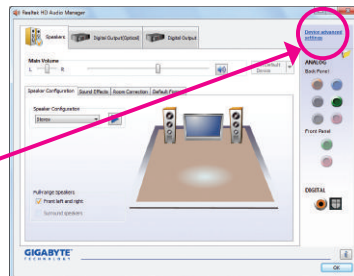 Realtek HD Audio Manager
Speakers
Digital Output(Optical)
Digital Output
Device advanced settings
Main Volume
L
R
Device
ANALOG
Back Panel
Speaker Configuration
Sound Effects
Room Correction
Default Format
Speaker Configuration
Stereo
Front Panel
Full-range Speakers
Front left and right
Surround speakers
DIGITAL
GIGABYTE
TECHNOLOGY
OK